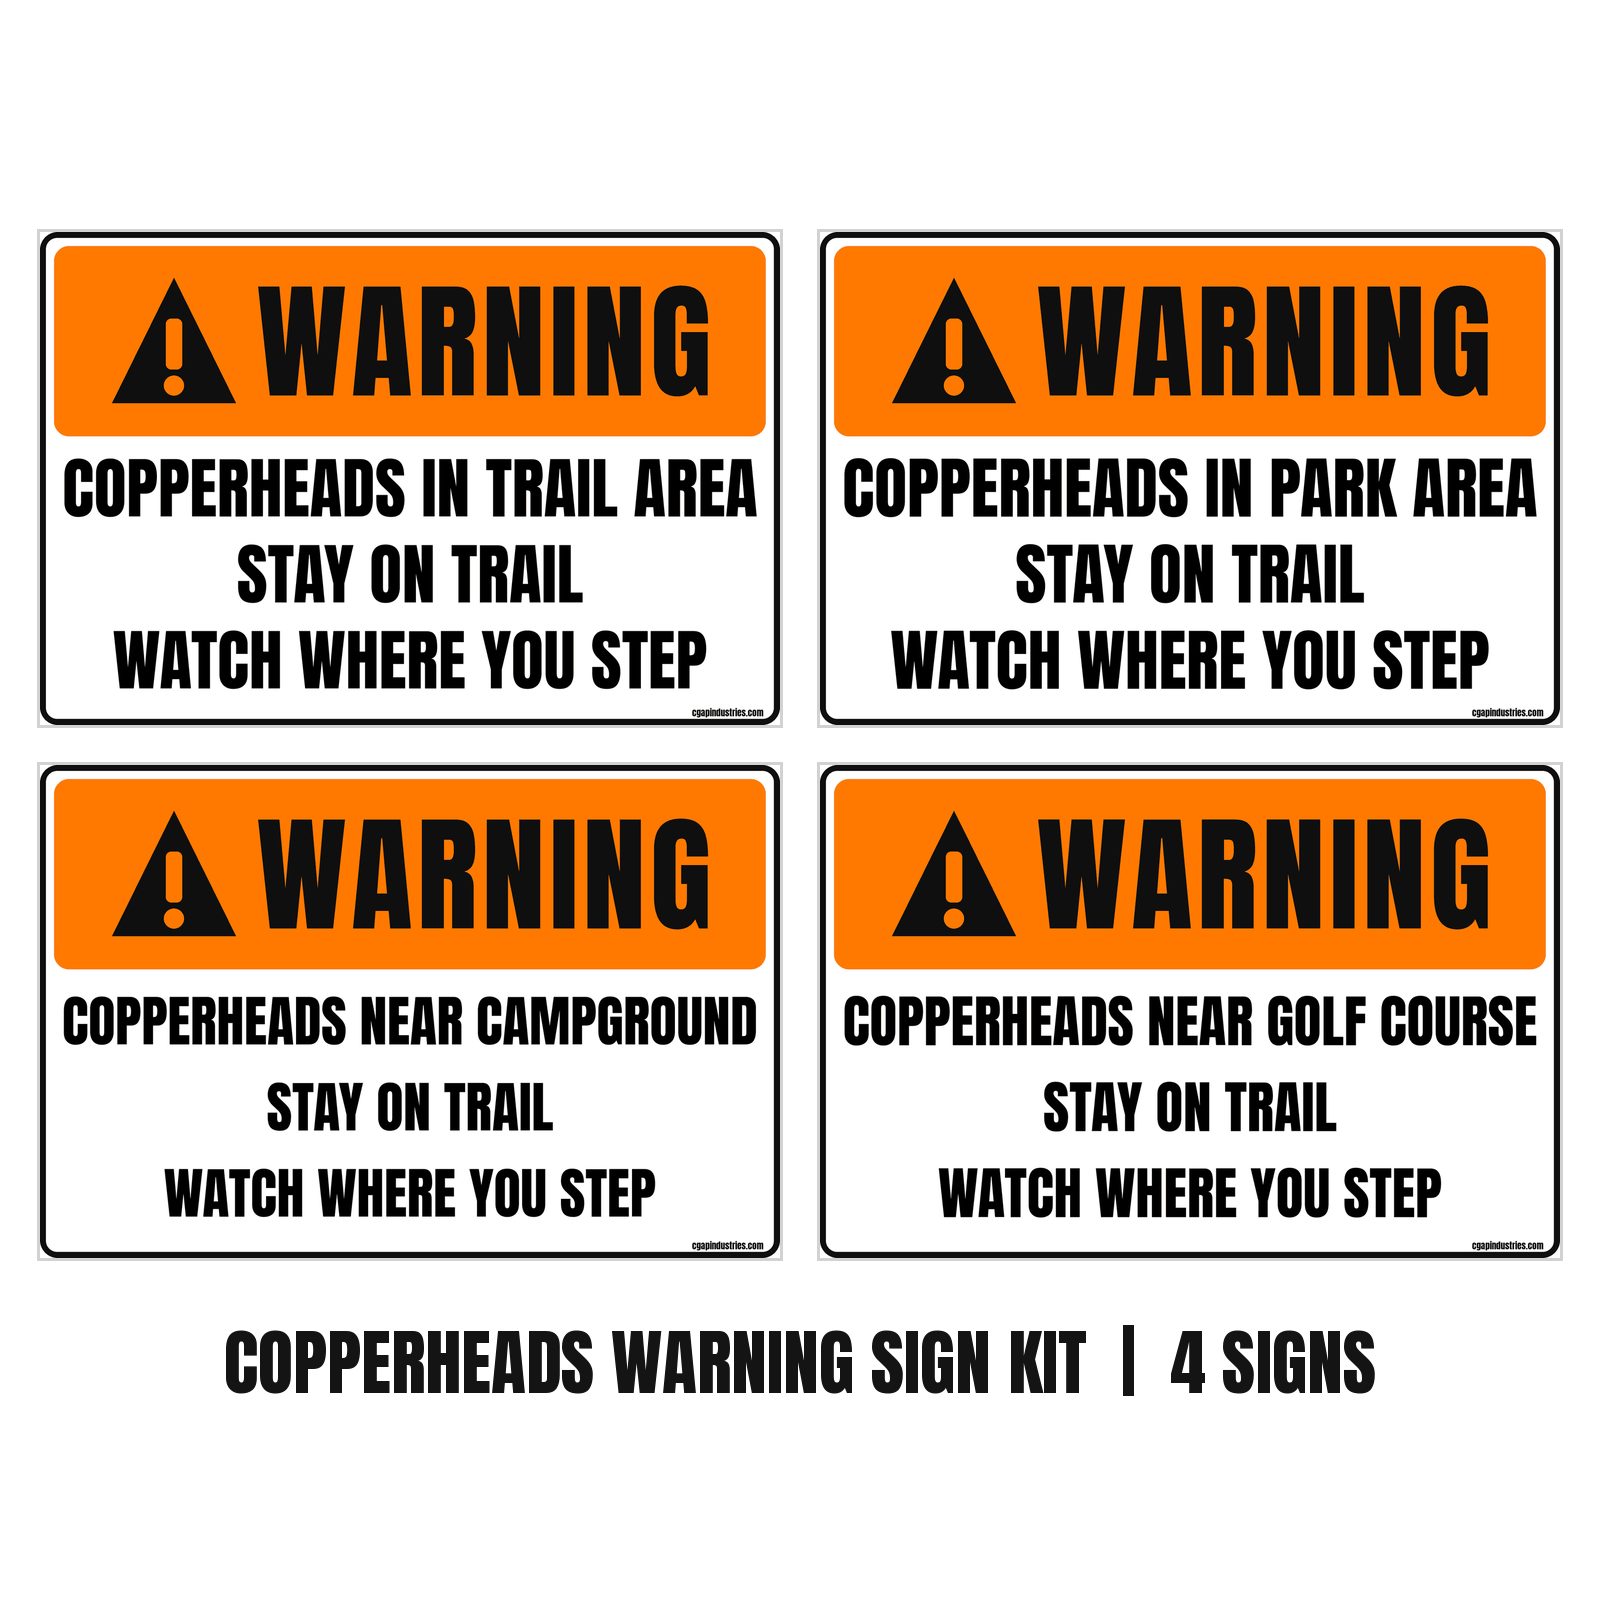 WARNING
COPPERHEADS IN TRAIL AREA
STAY ON TRAIL
WATCH WHERE YOU STEP
cgapindustries.com
WARNING
COPPERHEADS IN PARK AREA
STAY ON TRAIL
WATCH WHERE YOU STEP
cgapindustries.com
WARNING
COPPERHEADS NEAR CAMPGROUND
STAY ON TRAIL
WATCH WHERE YOU STEP
cgapindustries.com
WARNING
COPPERHEADS NEAR GOLF COURSE
STAY ON TRAIL
WATCH WHERE YOU STEP
cgapindustries.com
COPPERHEADS WARNING SIGN KIT | 4 SIGNS